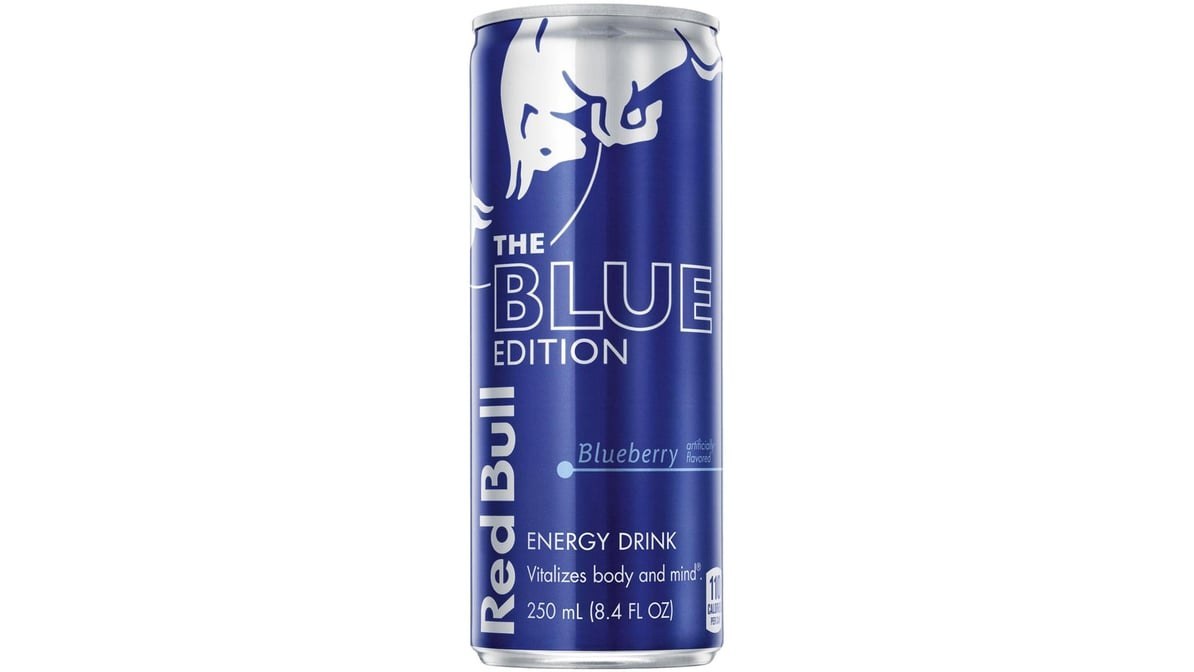 THE
BLUE
EDITION
Red Bull
Blueberry
artificially
flavored
ENERGY DRINK
Vitalizes body and mind®.
250 mL (8.4 FL OZ)
110